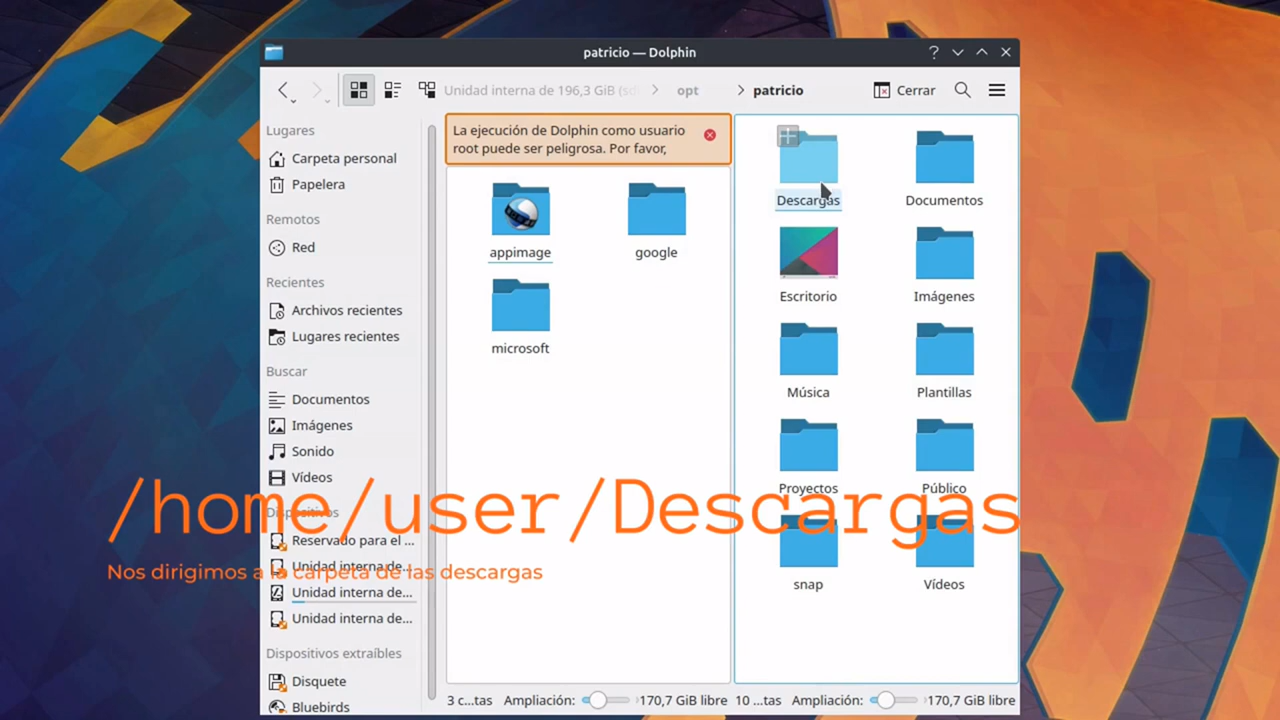 patricio — Dolphin
?
Unidad interna de 196,3 GiB (sd
opt
patricio
Cerrar
Lugares
Carpeta personal
Papelera
Remotos
Red
Recientes
Archivos recientes
Lugares recientes
Buscar
Documentos
Imágenes
Sonido
Vídeos
Dispositivos
Reservado para el ...
Unidad interna de...
Unidad interna de...
Unidad interna de...
Dispositivos extraíbles
Disquete
Bluebirds
La ejecución de Dolphin como usuario
root puede ser peligrosa. Por favor,
appimage
google
microsoft
Descargas
Documentos
Escritorio
Imágenes
Música
Plantillas
Proyectos
Público
snap
Vídeos
/home/user/Descargas
Nos dirigimos a la carpeta de las descargas
3 c...tas
Ampliación:
170,7 GiB libre
10 ...tas
Ampliación:
170,7 GiB libre